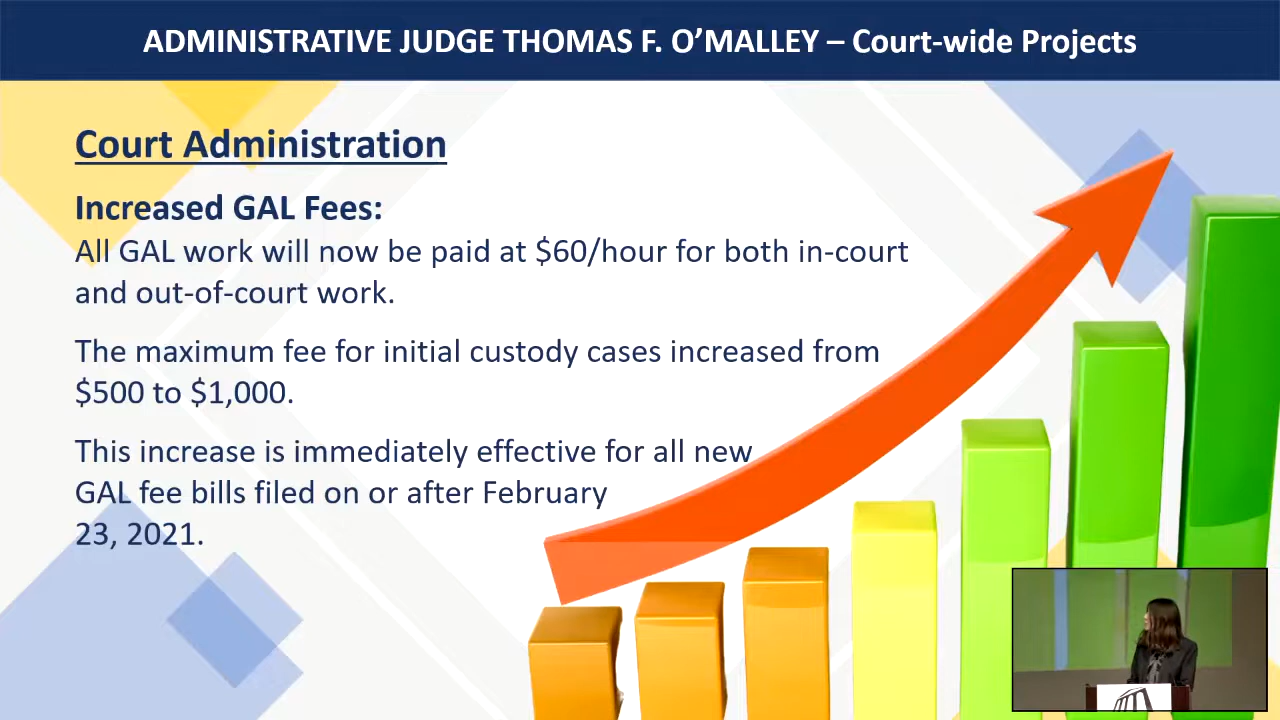 ADMINISTRATIVE JUDGE THOMAS F. O’MALLEY – Court-wide Projects
Court Administration
Increased GAL Fees:
All GAL work will now be paid at $60/hour for both in-court
and out-of-court work.
The maximum fee for initial custody cases increased from
$500 to $1,000.
This increase is immediately effective for all new
GAL fee bills filed on or after February
23, 2021.